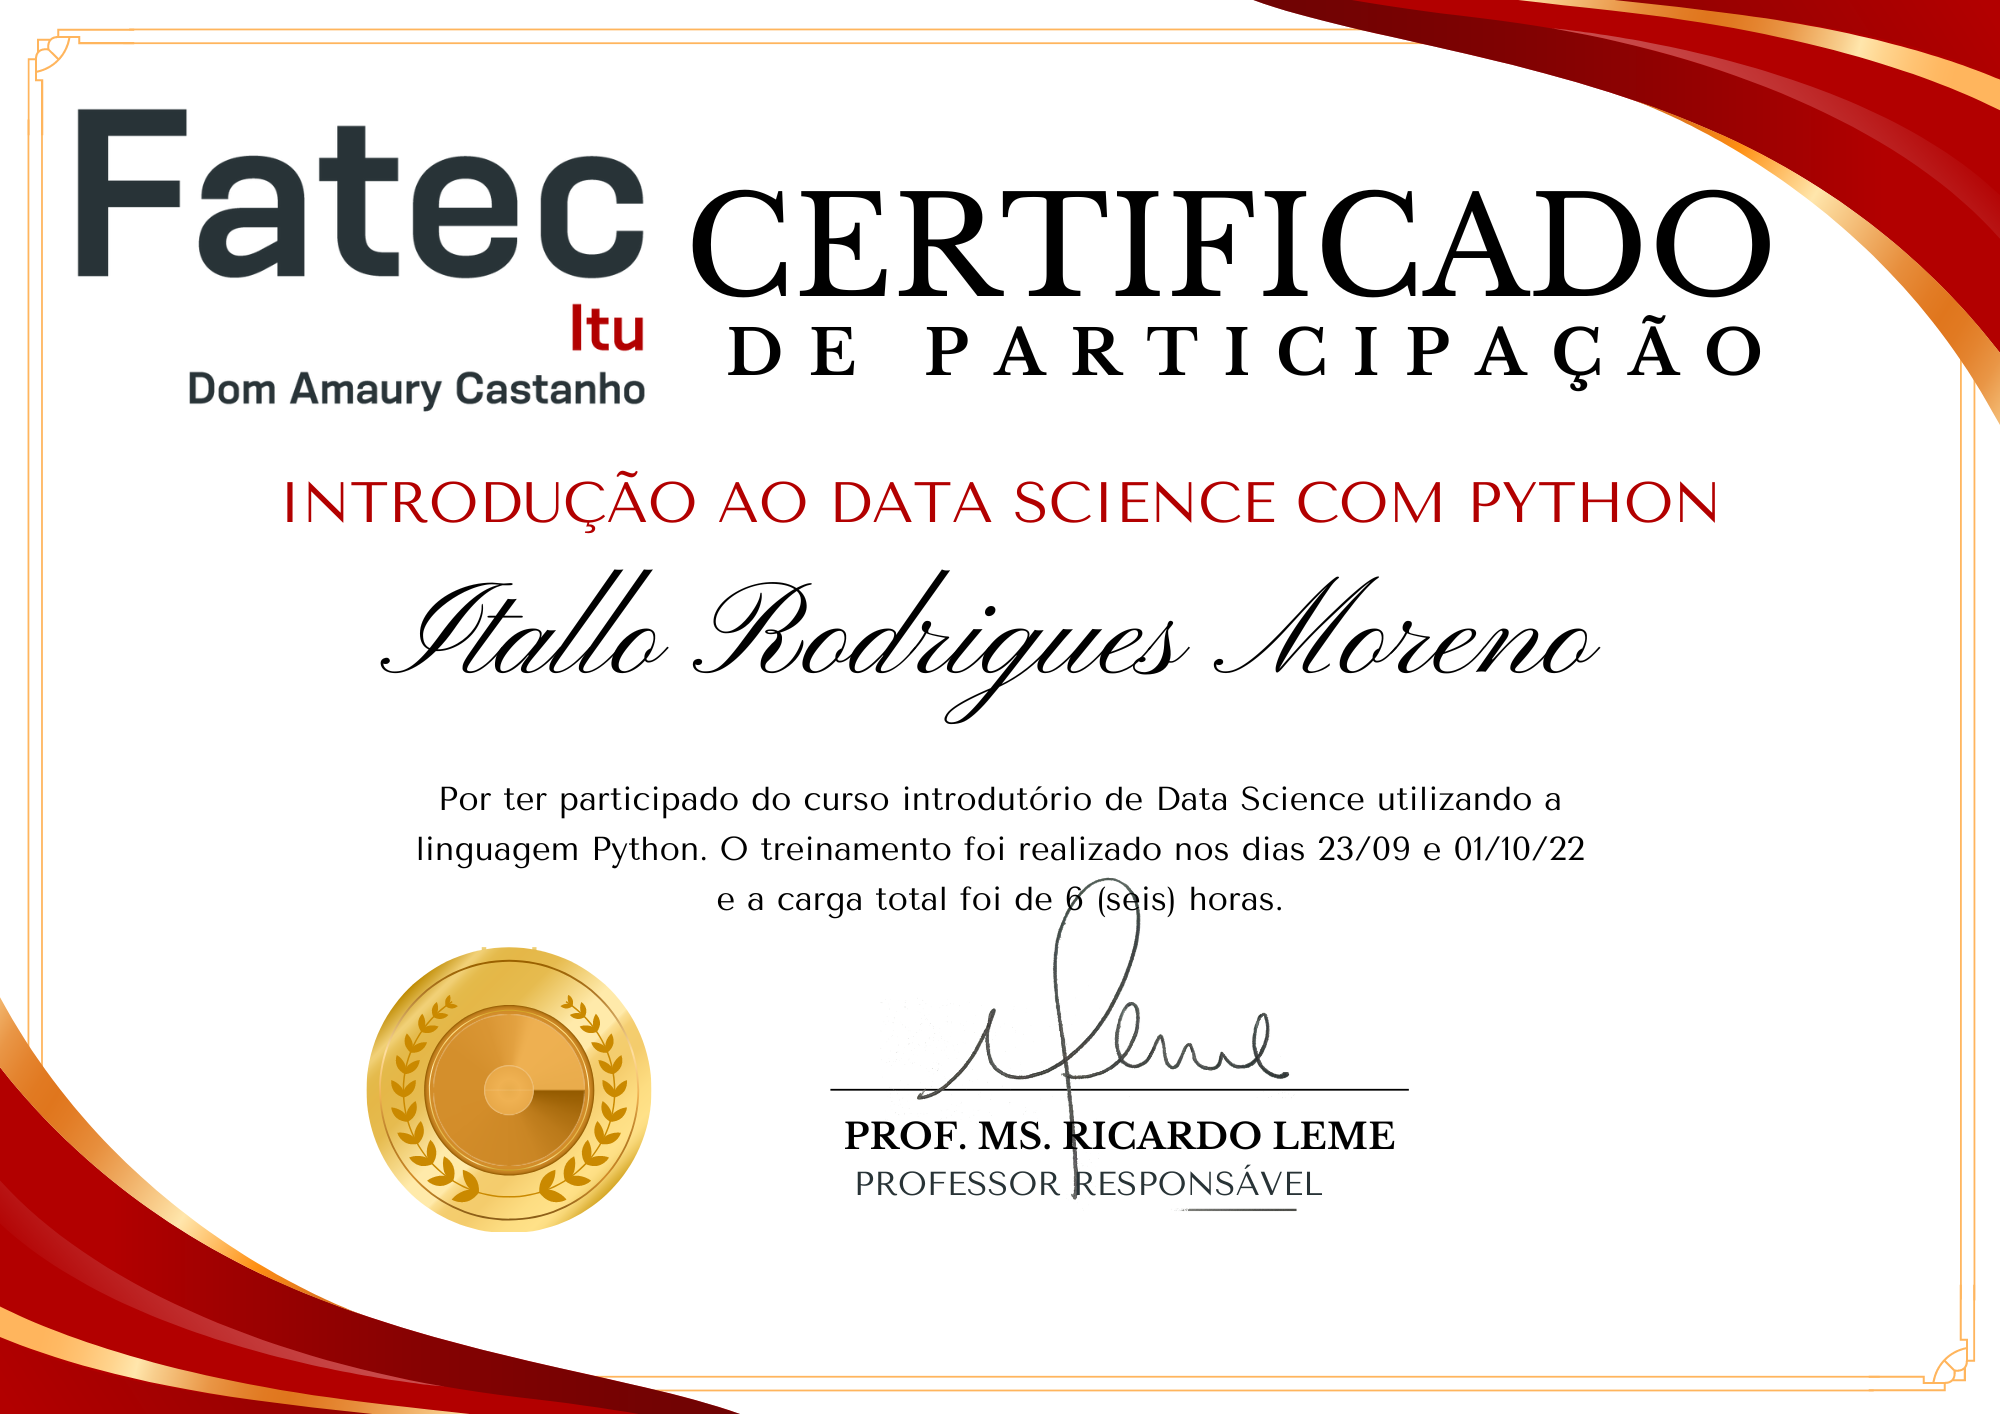 Fatec
Itu
Dom Amaury Castanho
CERTIFICADO
DE PARTICIPAÇÃO
INTRODUÇÃO AO DATA SCIENCE COM PYTHON
Itallo Rodrigues Moreno
Por ter participado do curso introdutório de Data Science utilizando a
linguagem Python. O treinamento foi realizado nos dias 23/09 e 01/10/22
e a carga total foi de 6 (seis) horas.
Leme
PROF. MS. RICARDO LEME
PROFESSOR RESPONSÁVEL